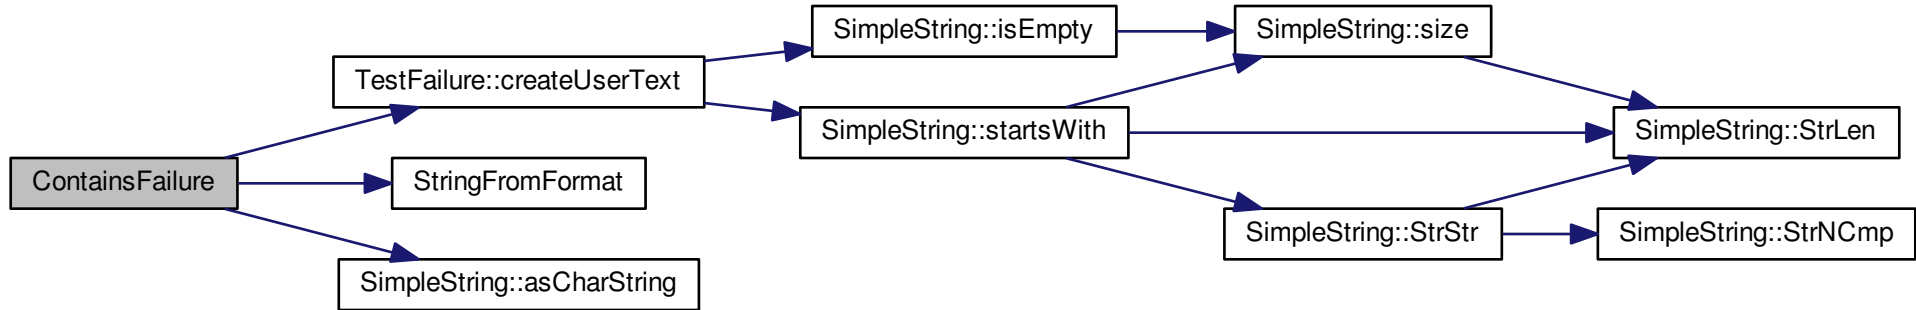 ContainsFailure
TestFailure::createUserText
StringFromFormat
SimpleString::asCharString
SimpleString::isEmpty
SimpleString::startsWith
SimpleString::size
SimpleString::StrStr
SimpleString::StrLen
SimpleString::StrNCmp